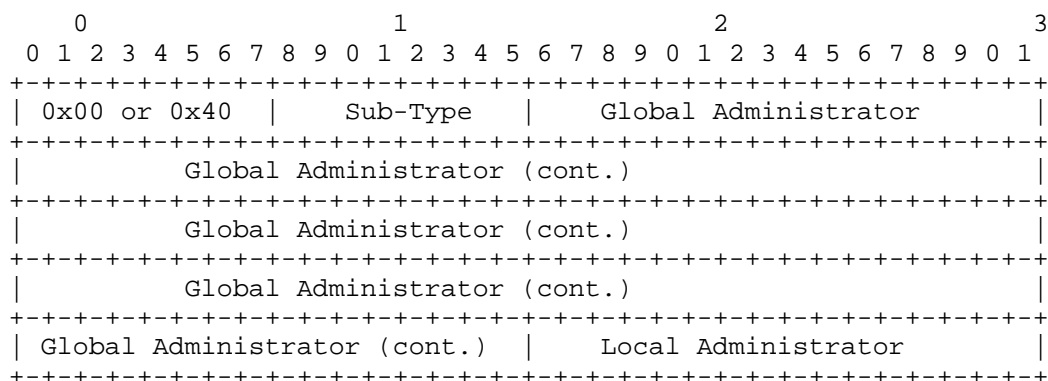 0                   1                   2                   3
 0 1 2 3 4 5 6 7 8 9 0 1 2 3 4 5 6 7 8 9 0 1 2 3 4 5 6 7 8 9 0 1
+-+-+-+-+-+-+-+-+-+-+-+-+-+-+-+-+-+-+-+-+-+-+-+-+-+-+-+-+-+-+-+-+
| 0x00 or 0x40  |    Sub-Type   |    Global Administrator       |
+-+-+-+-+-+-+-+-+-+-+-+-+-+-+-+-+-+-+-+-+-+-+-+-+-+-+-+-+-+-+-+-+
|          Global Administrator (cont.)                         |
+-+-+-+-+-+-+-+-+-+-+-+-+-+-+-+-+-+-+-+-+-+-+-+-+-+-+-+-+-+-+-+-+
|          Global Administrator (cont.)                         |
+-+-+-+-+-+-+-+-+-+-+-+-+-+-+-+-+-+-+-+-+-+-+-+-+-+-+-+-+-+-+-+-+
|          Global Administrator (cont.)                         |
+-+-+-+-+-+-+-+-+-+-+-+-+-+-+-+-+-+-+-+-+-+-+-+-+-+-+-+-+-+-+-+-+
| Global Administrator (cont.)  |    Local Administrator        |
+-+-+-+-+-+-+-+-+-+-+-+-+-+-+-+-+-+-+-+-+-+-+-+-+-+-+-+-+-+-+-+-+